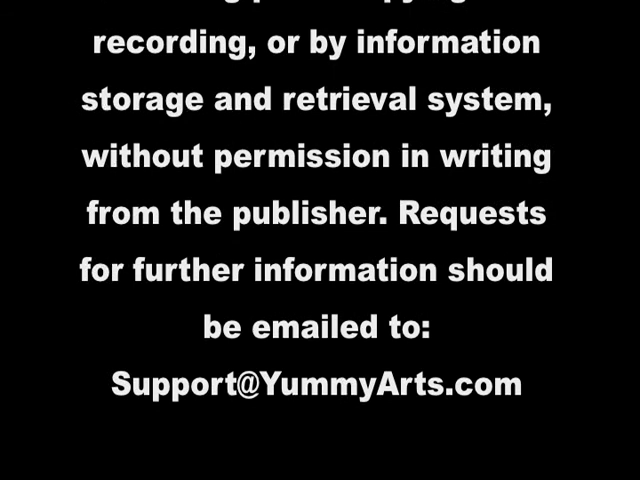 recording, or by information
storage and retrieval system,
without permission in writing
from the publisher. Requests
for further information should
be emailed to:
Support@YummyArts.com